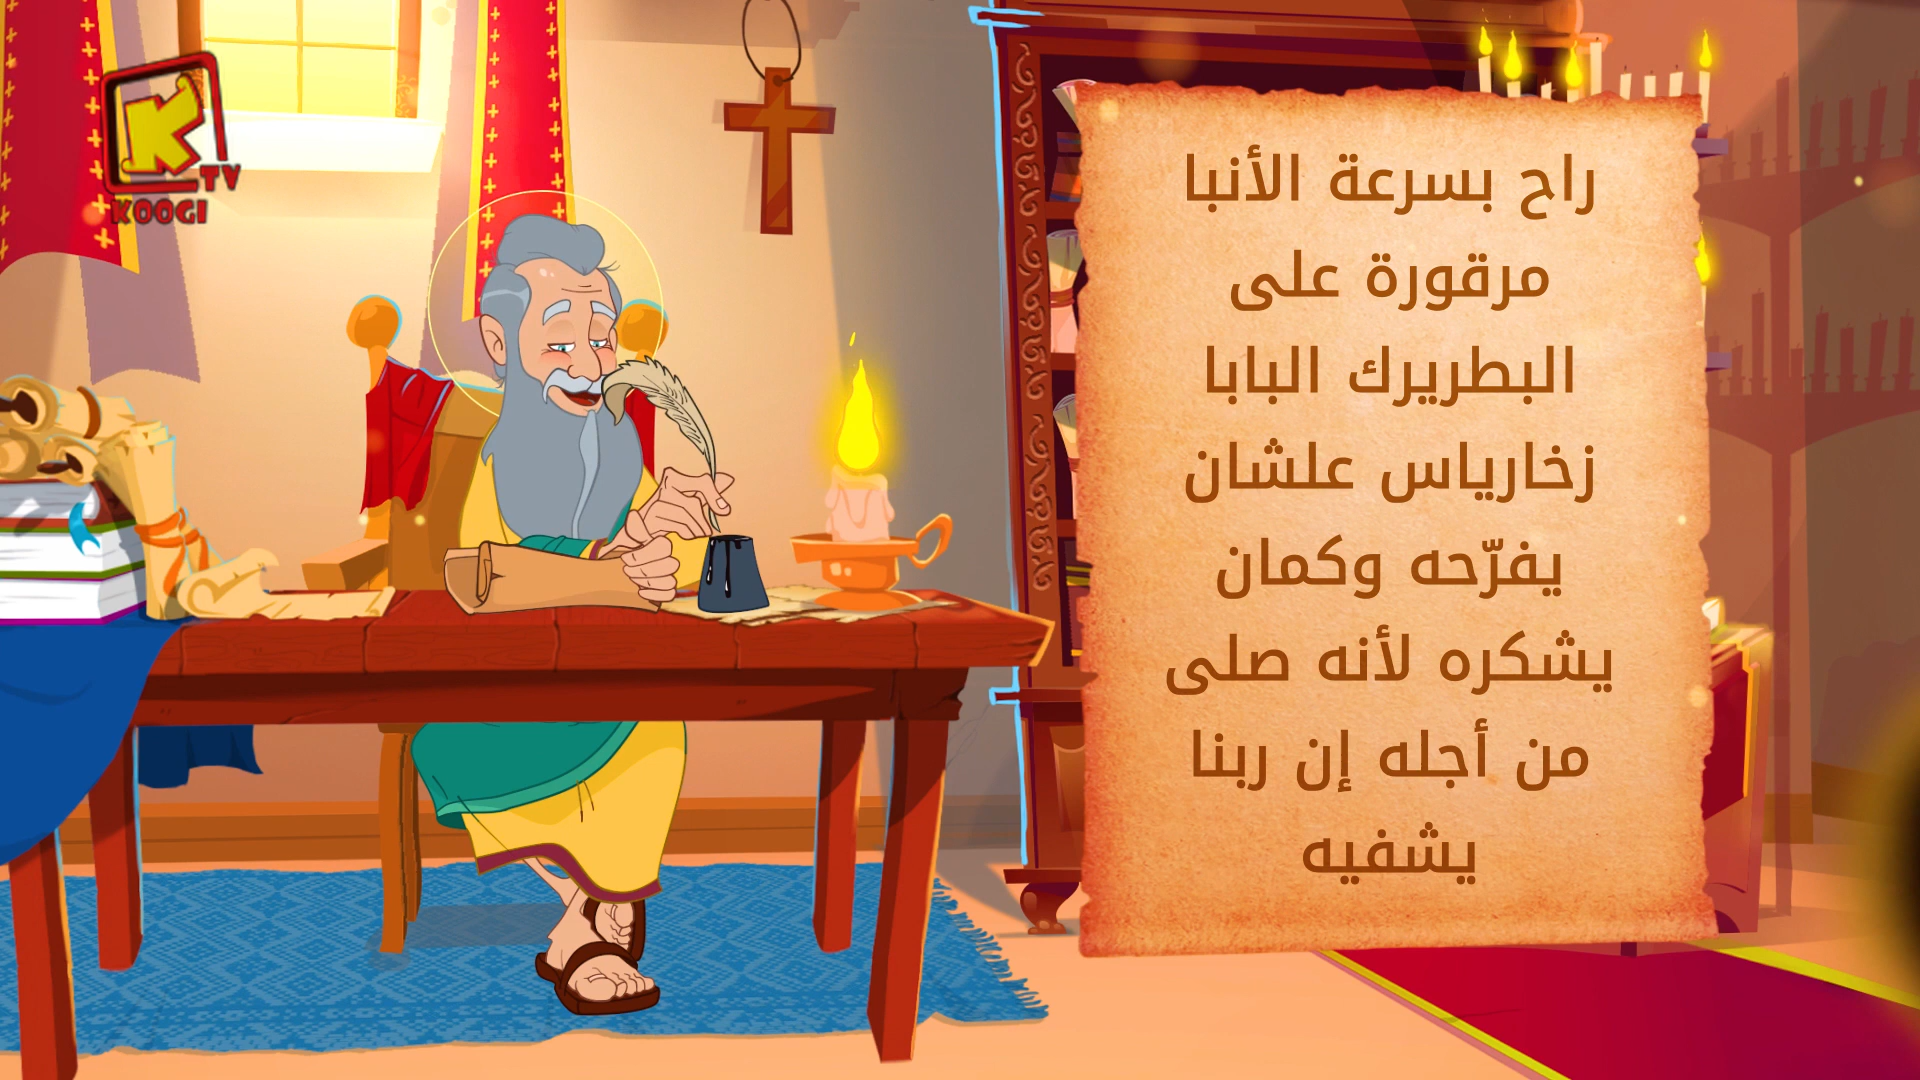 TV
KOOGI
راح بسرعة الأنبا
مرقورة على
البطريرك البابا
زخارياس علشان
يفرّحه وكمان
يشكره لأنه صلى
من أجله إن ربنا
يشفيه